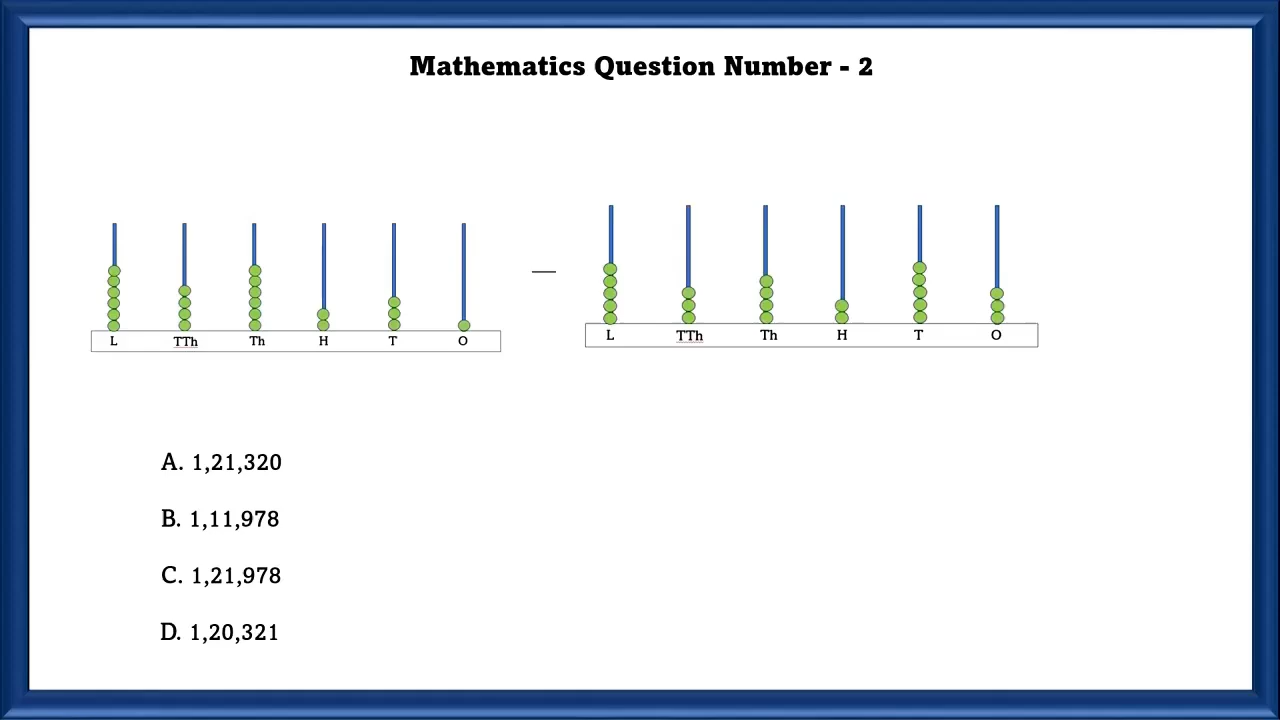 Mathematics Question Number - 2
L TTh Th H T O
—
L TTh Th H T O
A. 1,21,320
B. 1,11,978
C. 1,21,978
D. 1,20,321